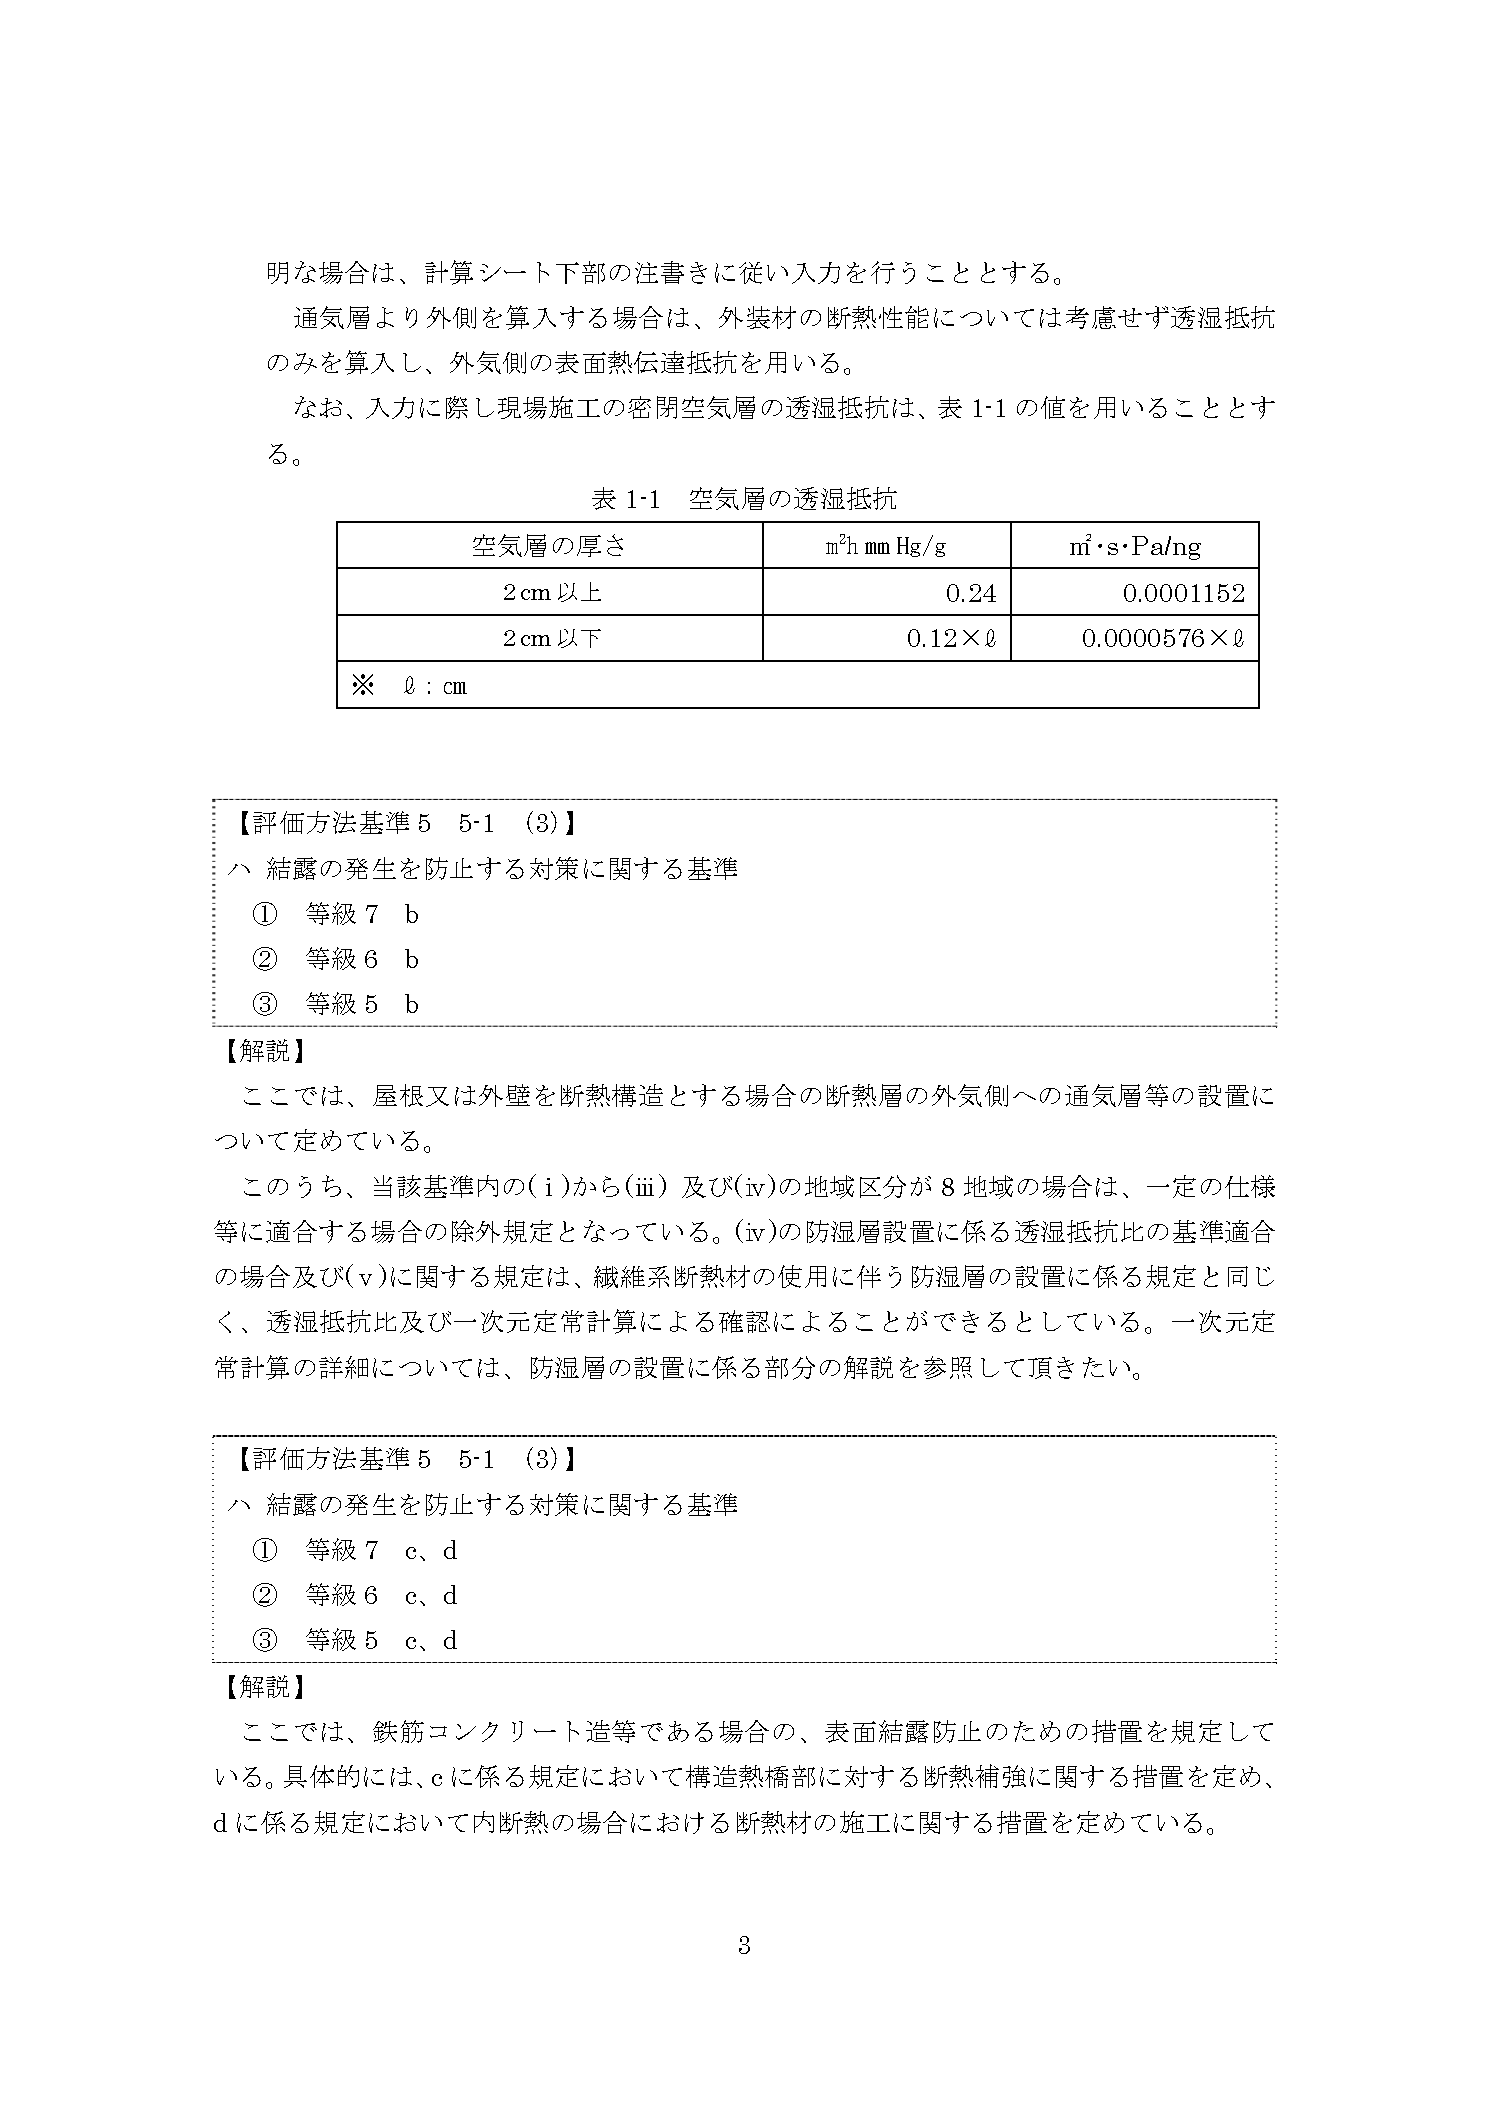 明な場合は、計算シート下部の注書きに従い入力を行うこととする。
通気層より外側を算入する場合は、外装材の断熱性能については考慮せず透湿抵抗
のみを算入し、外気側の表面熱伝達抵抗を用いる。
なお、入力に際し現場施工の密閉空気層の透湿抵抗は、表 1-1 の値を用いることとす
る。
表 1-1　空気層の透湿抵抗
空気層の厚さ　m²h㎜Hg/g　㎡･s･Pa/ng
２cm以上　0.24　0.0001152
２cm以下　0.12×ℓ　0.0000576×ℓ
※　ℓ：㎝
【評価方法基準５　5-1　（3）】
ハ 結露の発生を防止する対策に関する基準
①　等級７　b
②　等級６　b
③　等級５　b
【解説】
ここでは、屋根又は外壁を断熱構造とする場合の断熱層の外気側への通気層等の設置に
ついて定めている。
このうち、当該基準内の(ⅰ)から(ⅲ) 及び(ⅳ)の地域区分が 8 地域の場合は、一定の仕様
等に適合する場合の除外規定となっている。(ⅳ)の防湿層設置に係る透湿抵抗比の基準適合
の場合及び(ⅴ)に関する規定は、繊維系断熱材の使用に伴う防湿層の設置に係る規定と同じ
く、透湿抵抗比及び一次元定常計算による確認によることができるとしている。一次元定
常計算の詳細については、防湿層の設置に係る部分の解説を参照して頂きたい。
【評価方法基準５　5-1　（3）】
ハ 結露の発生を防止する対策に関する基準
①　等級７　c、d
②　等級６　c、d
③　等級５　c、d
【解説】
ここでは、鉄筋コンクリート造等である場合の、表面結露防止のための措置を規定して
いる。具体的には、c に係る規定において構造熱橋部に対する断熱補強に関する措置を定め、
d に係る規定において内断熱の場合における断熱材の施工に関する措置を定めている。
3